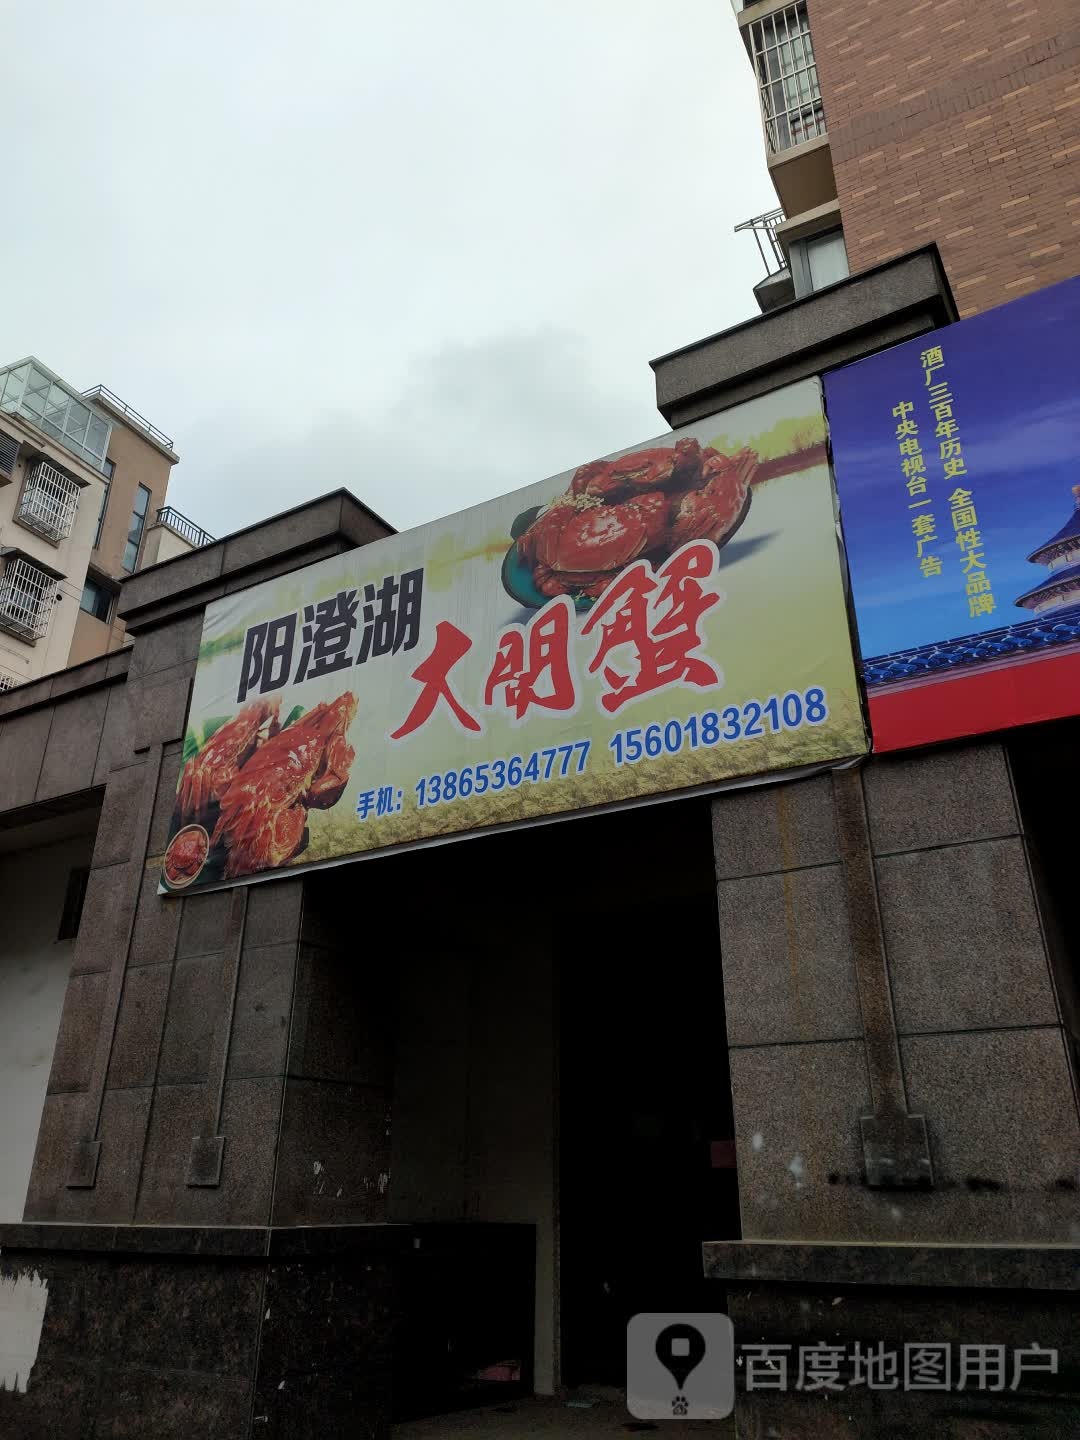 阳澄湖
大閘蟹
手机：13865364777 15601832108
酒厂三百年历史 全国性大品牌
中央电视台一套广告
百度地图用户